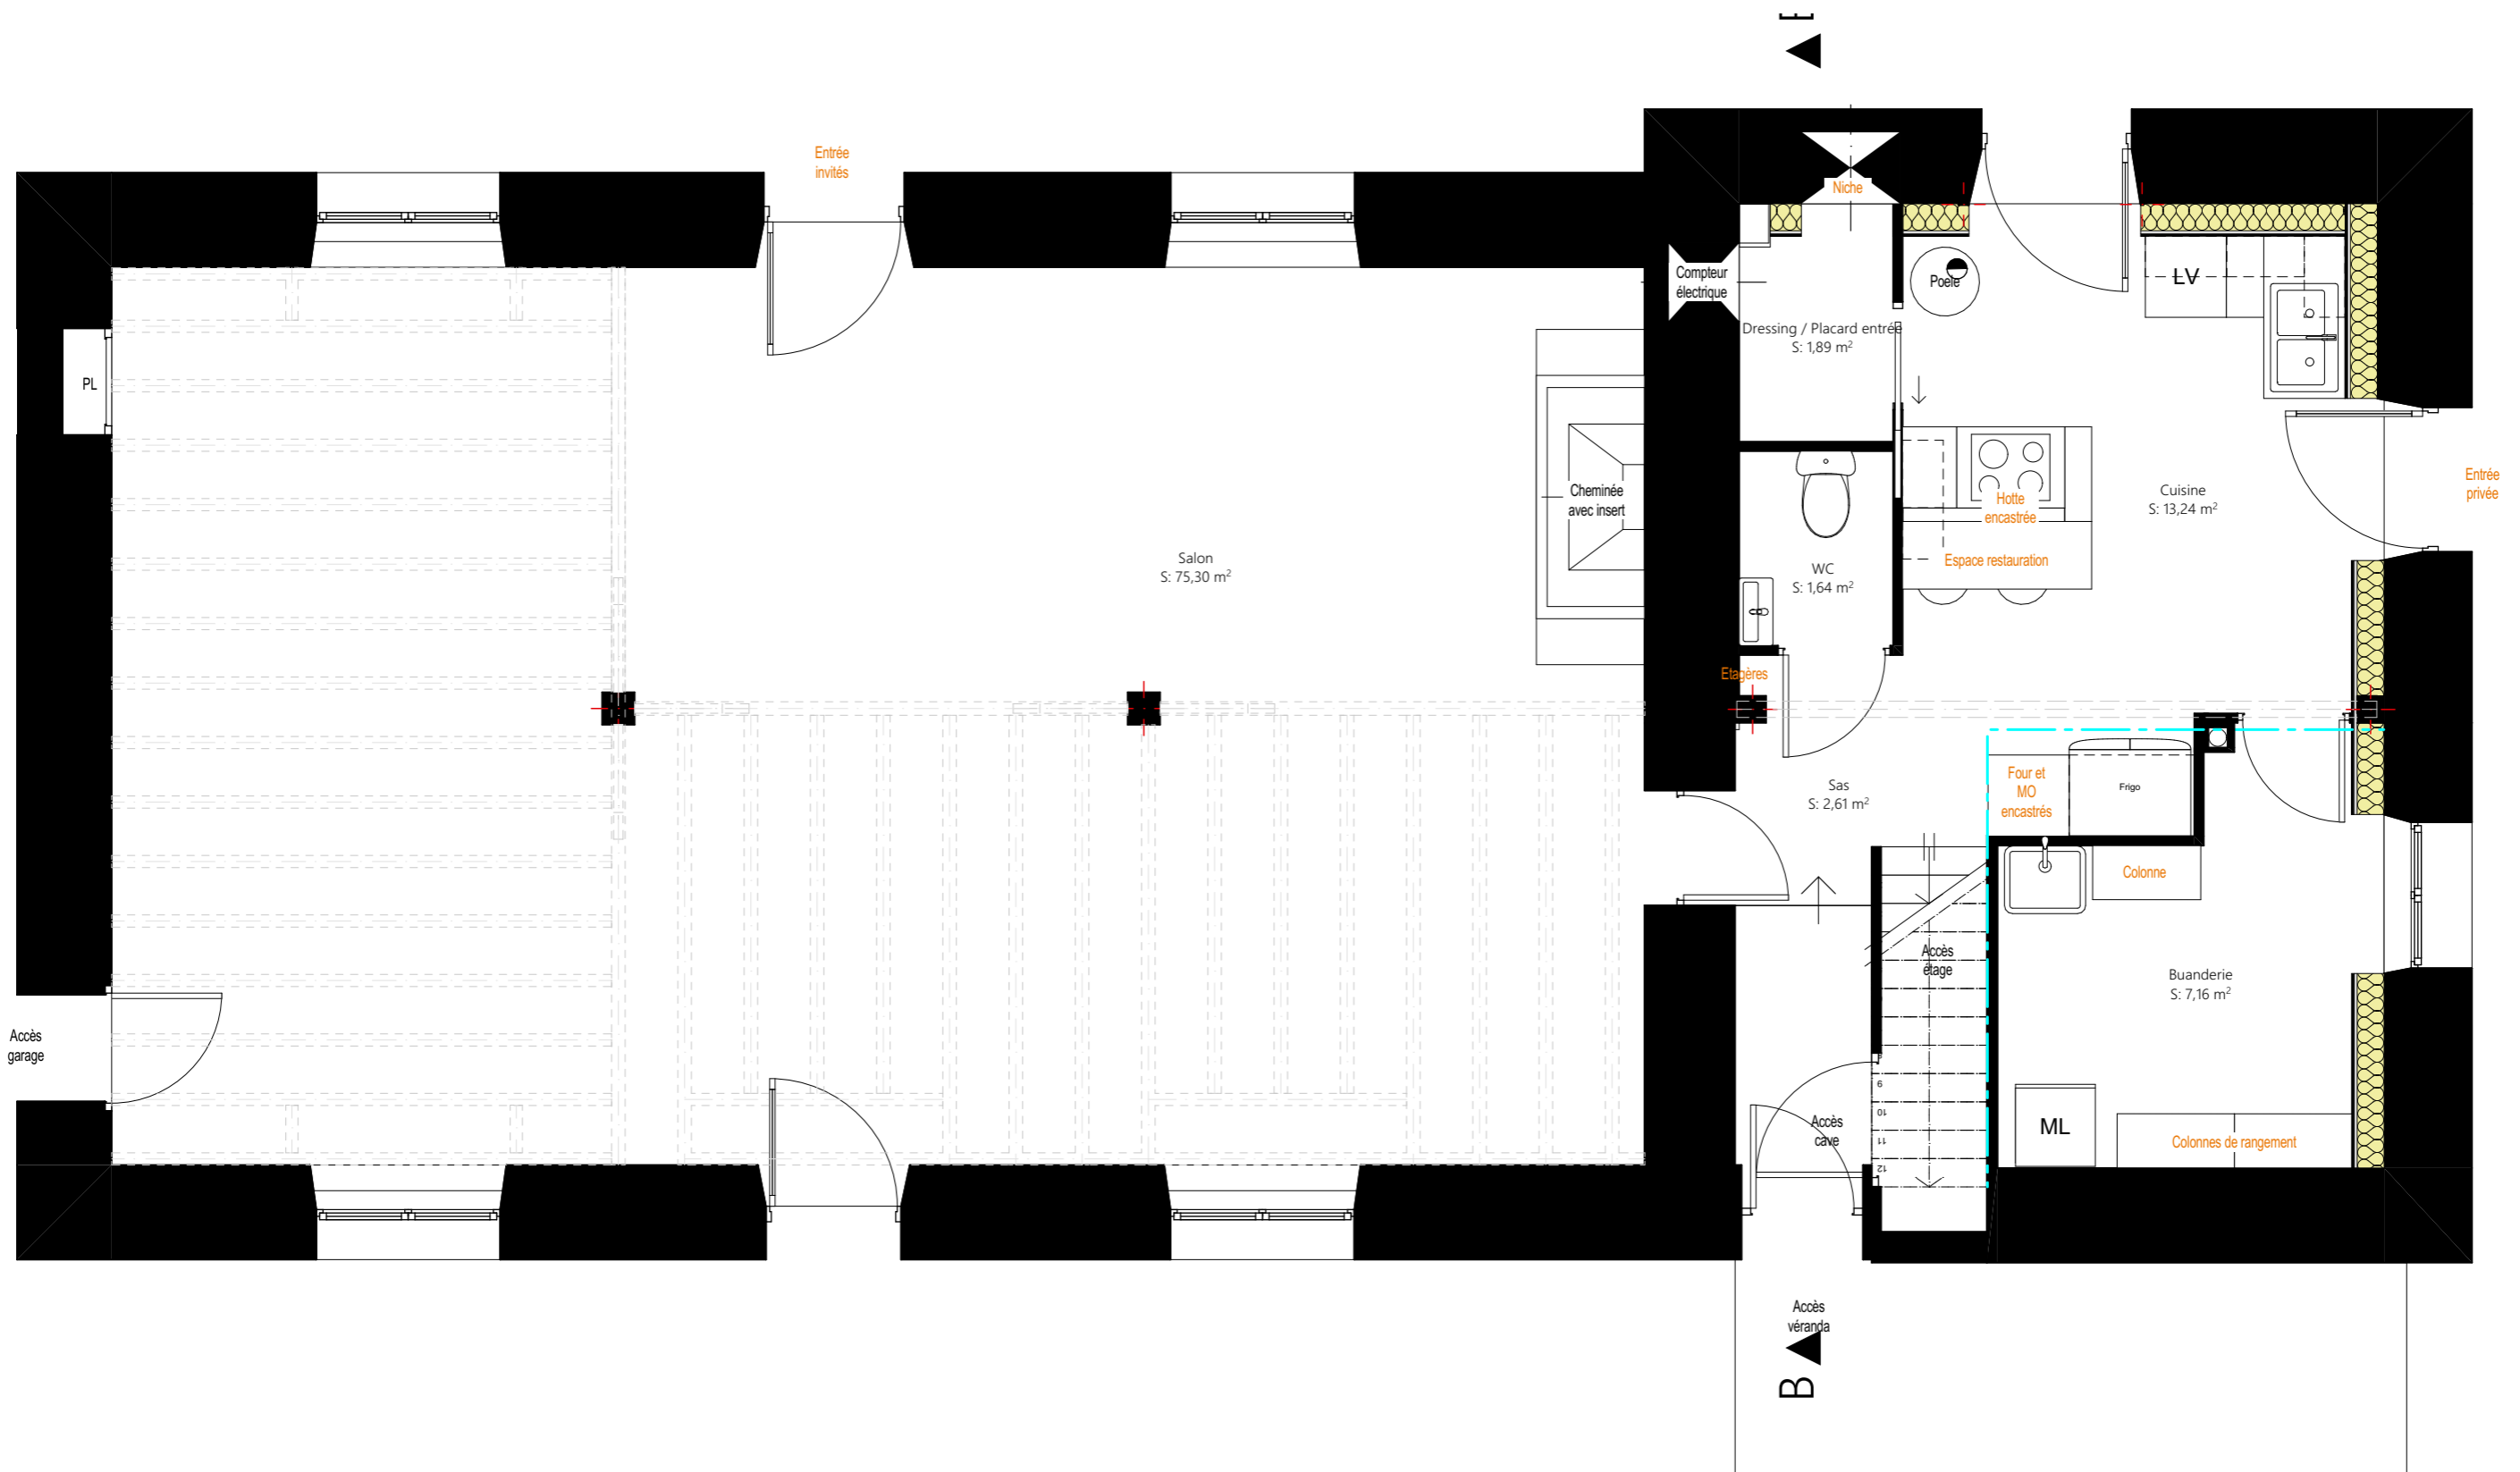 Entrée
invités
Niche
Compteur
électrique
Poele
LV
Dressing / Placard entrée
S: 1,89 m²
PL
Cheminée
avec insert
Hotte
encastrée
Cuisine
S: 13,24 m²
Entrée
privée
Salon
S: 75,30 m²
WC
S: 1,64 m²
Espace restauration
Etagères
Sas
S: 2,61 m²
Four et
MO
encastrés
Frigo
Colonne
Accès
étage
Buanderie
S: 7,16 m²
Accès
garage
9
10
11
12
Accès
cave
ML
Colonnes de rangement
Accès
véranda
B